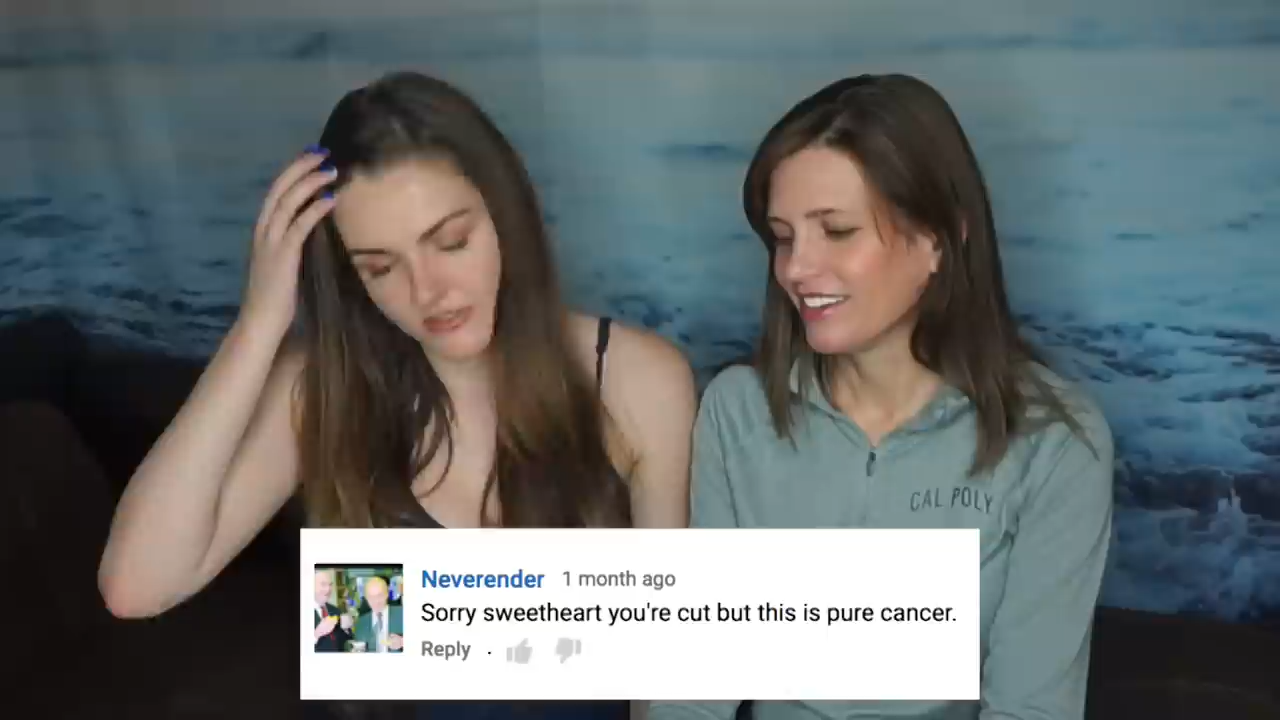 CAL POLY
Neverender 1 month ago
Sorry sweetheart you're cut but this is pure cancer.
Reply .